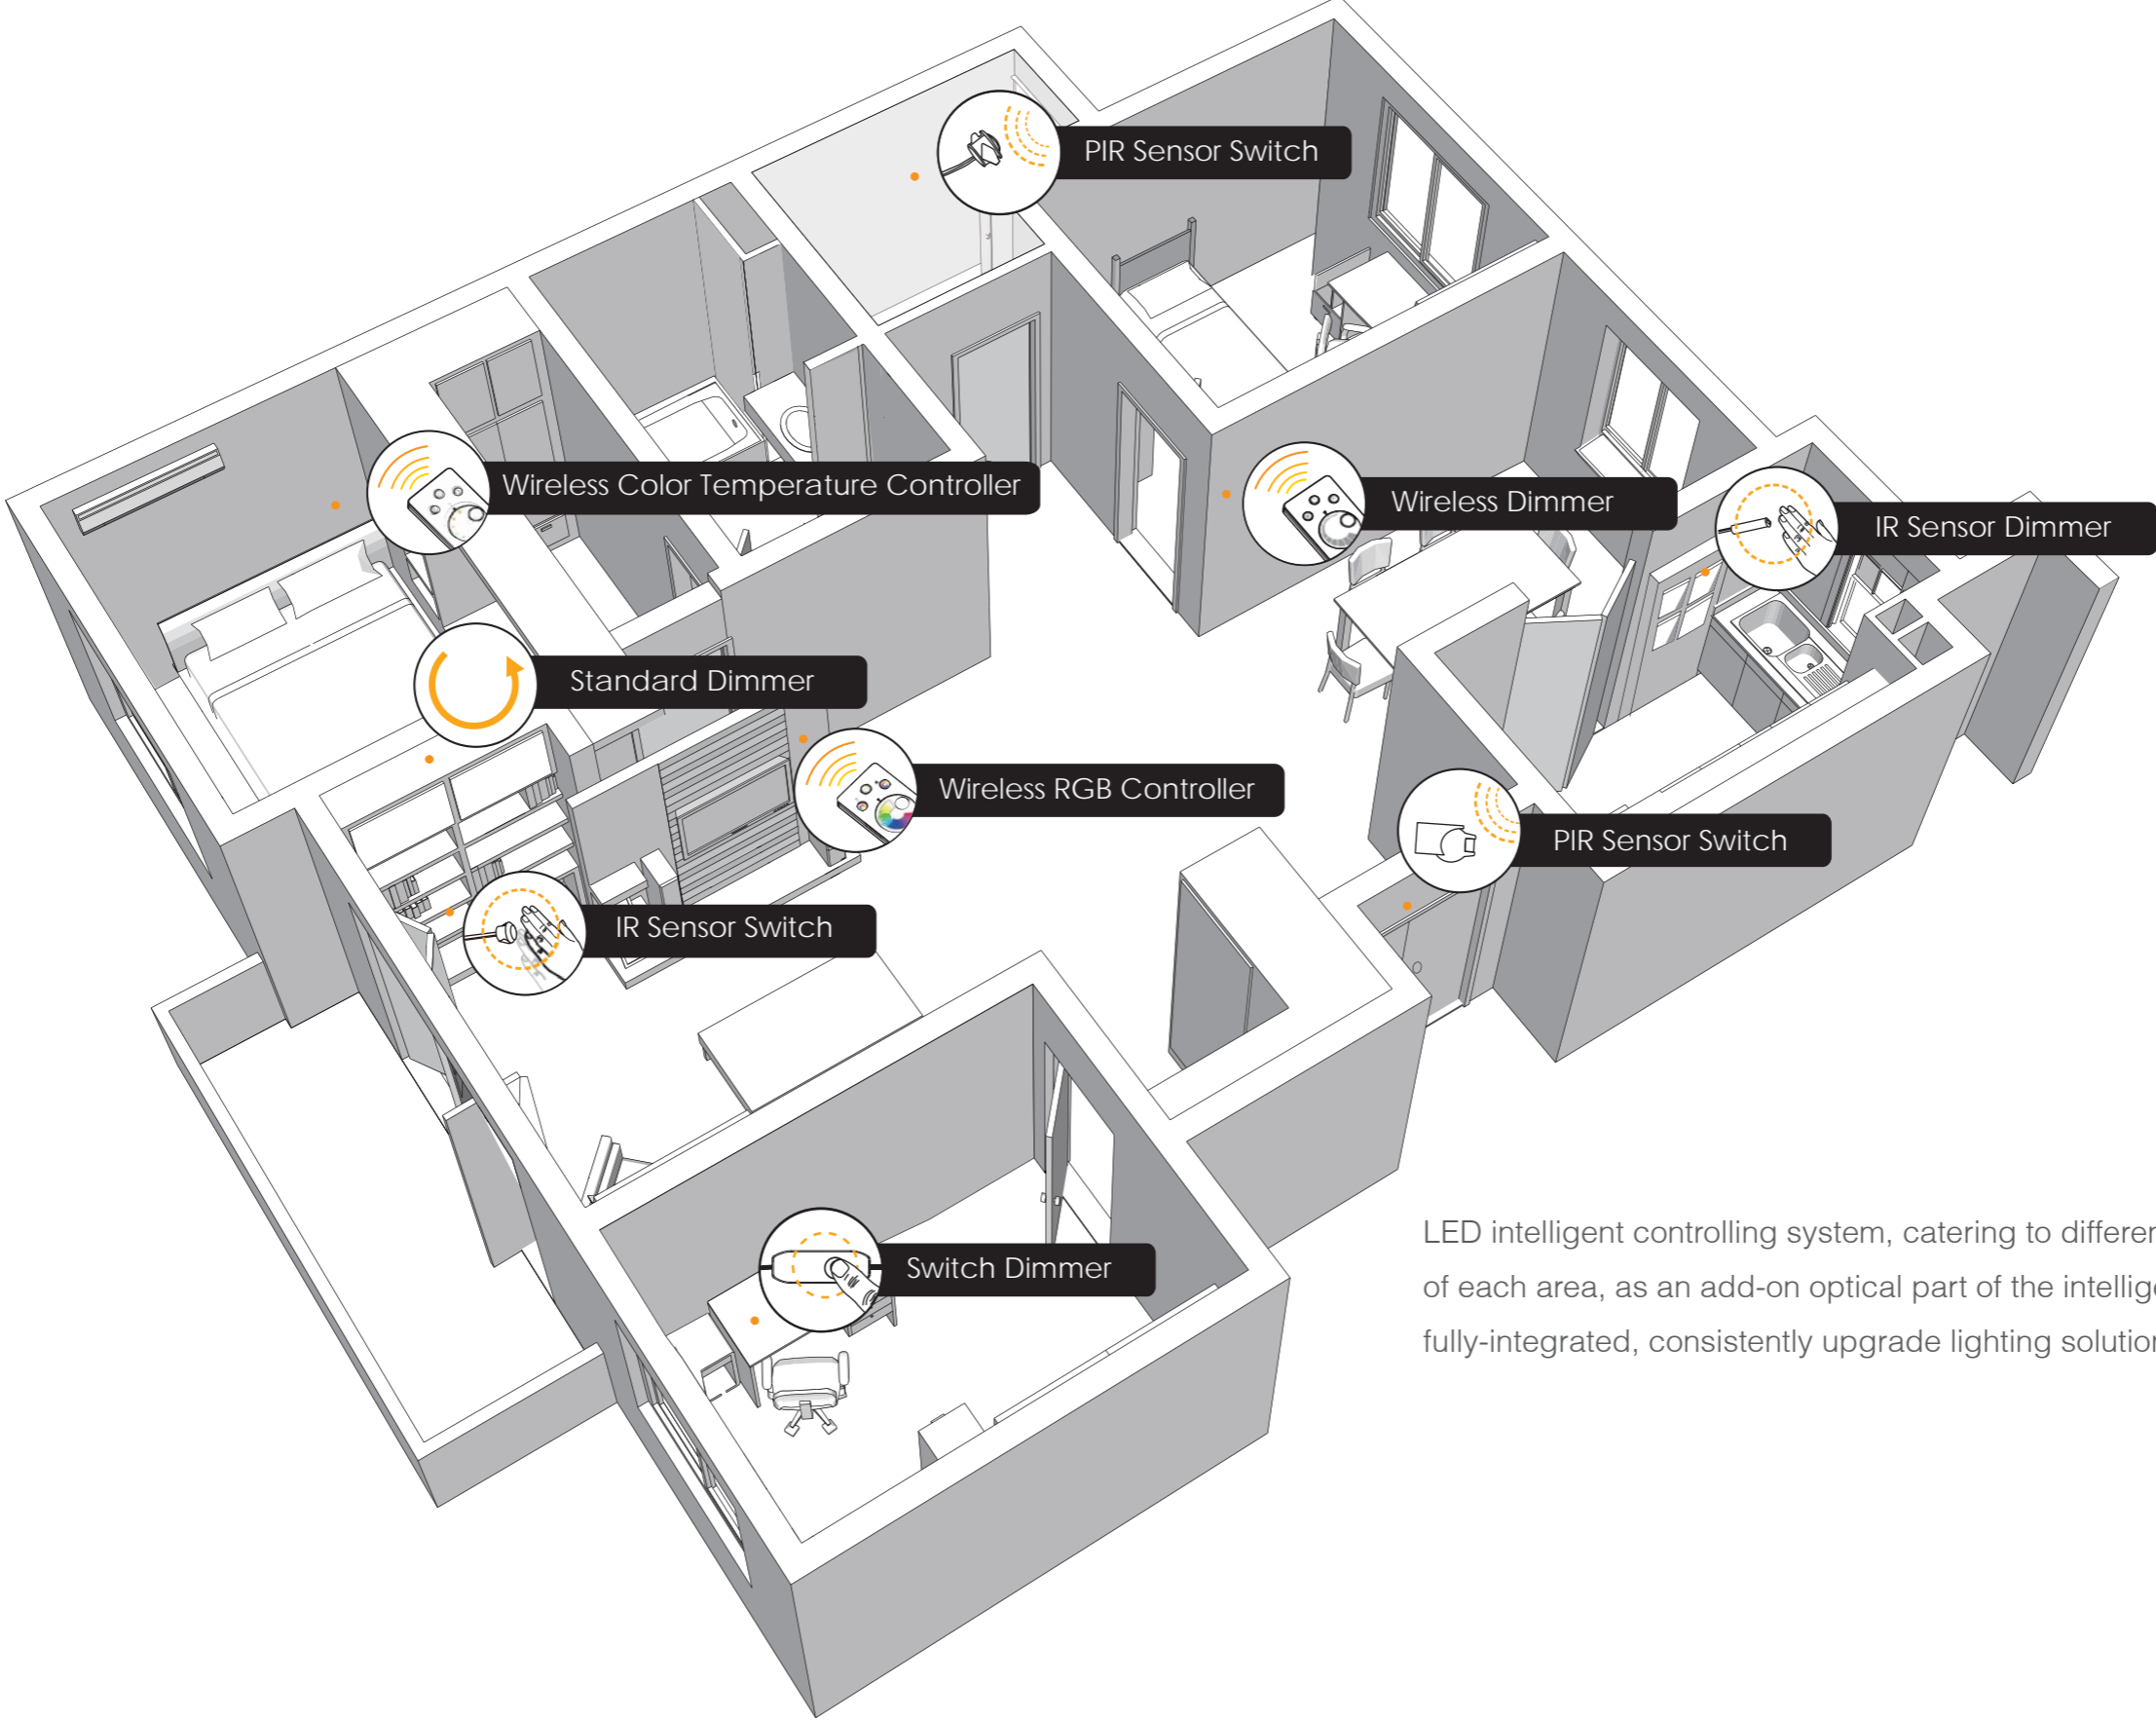 PIR Sensor Switch
Wireless Color Temperature Controller
Wireless Dimmer
IR Sensor Dimmer
Standard Dimmer
Wireless RGB Controller
PIR Sensor Switch
IR Sensor Switch
Switch Dimmer
LED intelligent controlling system, catering to differen
of each area, as an add-on optical part of the intellig
fully-integrated, consistently upgrade lighting solution